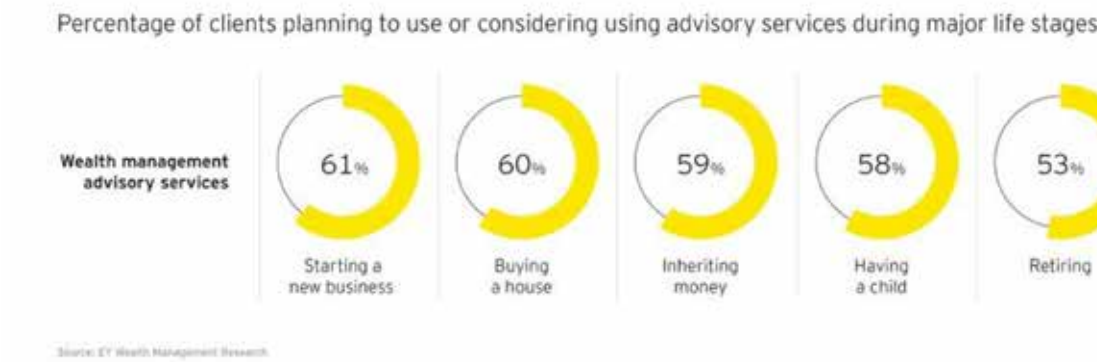 Percentage of clients planning to use or considering using advisory services during major life stages
Wealth management
advisory services
61%
60%
59%
58%
53%
Starting a
new business
Buying
a house
Inheriting
money
Having
a child
Retiring
Source: EY Wealth Management Research